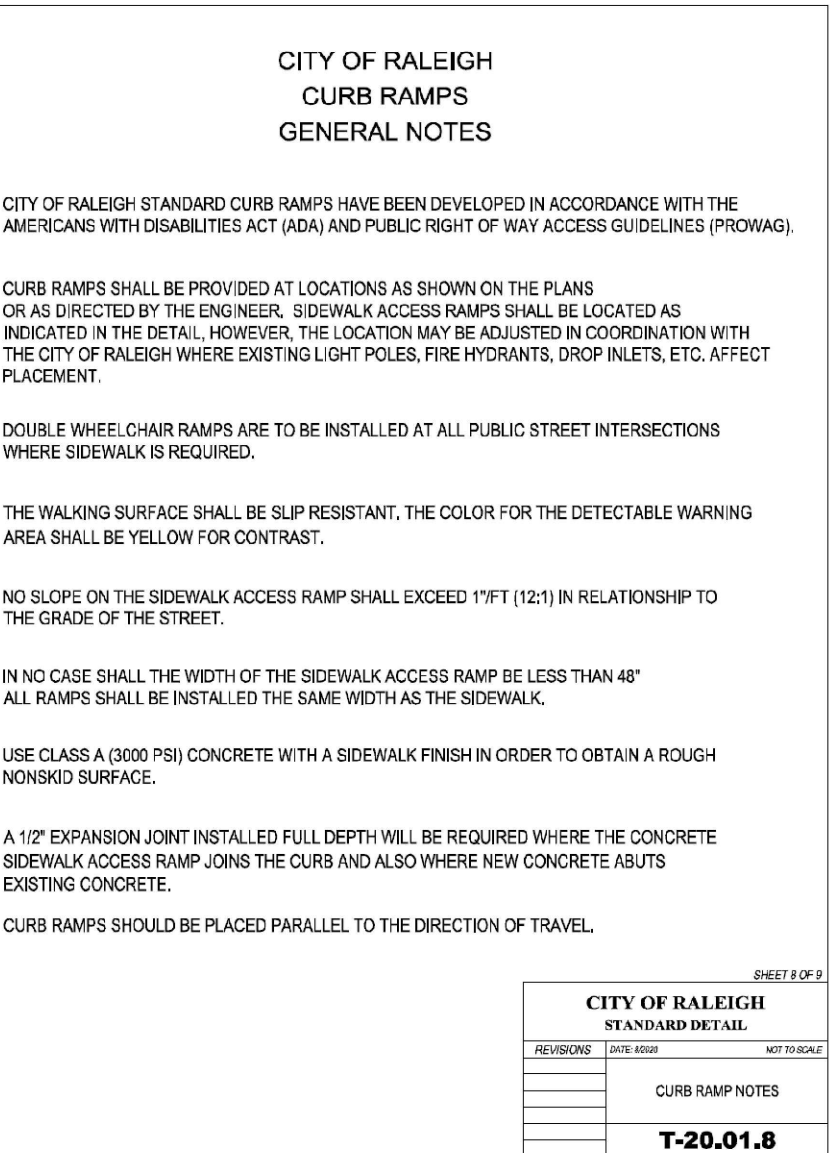 CITY OF RALEIGH
CURB RAMPS
GENERAL NOTES
CITY OF RALEIGH STANDARD CURB RAMPS HAVE BEEN DEVELOPED IN ACCORDANCE WITH THE
AMERICANS WITH DISABILITIES ACT (ADA) AND PUBLIC RIGHT OF WAY ACCESS GUIDELINES (PROWAG).
CURB RAMPS SHALL BE PROVIDED AT LOCATIONS AS SHOWN ON THE PLANS
OR AS DIRECTED BY THE ENGINEER. SIDEWALK ACCESS RAMPS SHALL BE LOCATED AS
INDICATED IN THE DETAIL, HOWEVER, THE LOCATION MAY BE ADJUSTED IN COORDINATION WITH
THE CITY OF RALEIGH WHERE EXISTING LIGHT POLES, FIRE HYDRANTS, DROP INLETS, ETC. AFFECT
PLACEMENT.
DOUBLE WHEELCHAIR RAMPS ARE TO BE INSTALLED AT ALL PUBLIC STREET INTERSECTIONS
WHERE SIDEWALK IS REQUIRED.
THE WALKING SURFACE SHALL BE SLIP RESISTANT. THE COLOR FOR THE DETECTABLE WARNING
AREA SHALL BE YELLOW FOR CONTRAST.
NO SLOPE ON THE SIDEWALK ACCESS RAMP SHALL EXCEED 1"/FT (12:1) IN RELATIONSHIP TO
THE GRADE OF THE STREET.
IN NO CASE SHALL THE WIDTH OF THE SIDEWALK ACCESS RAMP BE LESS THAN 48"
ALL RAMPS SHALL BE INSTALLED THE SAME WIDTH AS THE SIDEWALK.
USE CLASS A (3000 PSI) CONCRETE WITH A SIDEWALK FINISH IN ORDER TO OBTAIN A ROUGH
NONSKID SURFACE.
A 1/2" EXPANSION JOINT INSTALLED FULL DEPTH WILL BE REQUIRED WHERE THE CONCRETE
SIDEWALK ACCESS RAMP JOINS THE CURB AND ALSO WHERE NEW CONCRETE ABUTS
EXISTING CONCRETE.
CURB RAMPS SHOULD BE PLACED PARALLEL TO THE DIRECTION OF TRAVEL.
SHEET 8 OF 9
CITY OF RALEIGH
STANDARD DETAIL
REVISIONS DATE: 8/2020 NOT TO SCALE
CURB RAMP NOTES
T-20.01.8